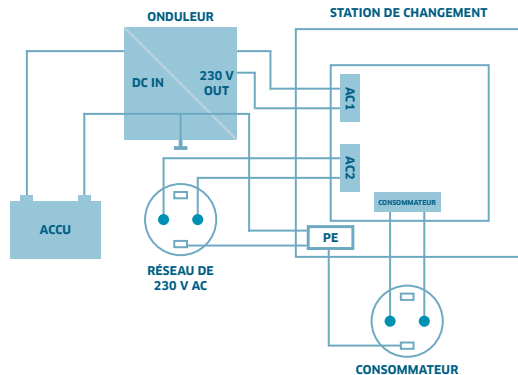 ONDULEUR
STATION DE CHANGEMENT
DC IN
230 V
OUT
AC1
AC2
CONSOMMATEUR
ACCU
PE
RÉSEAU DE
230 V AC
CONSOMMATEUR